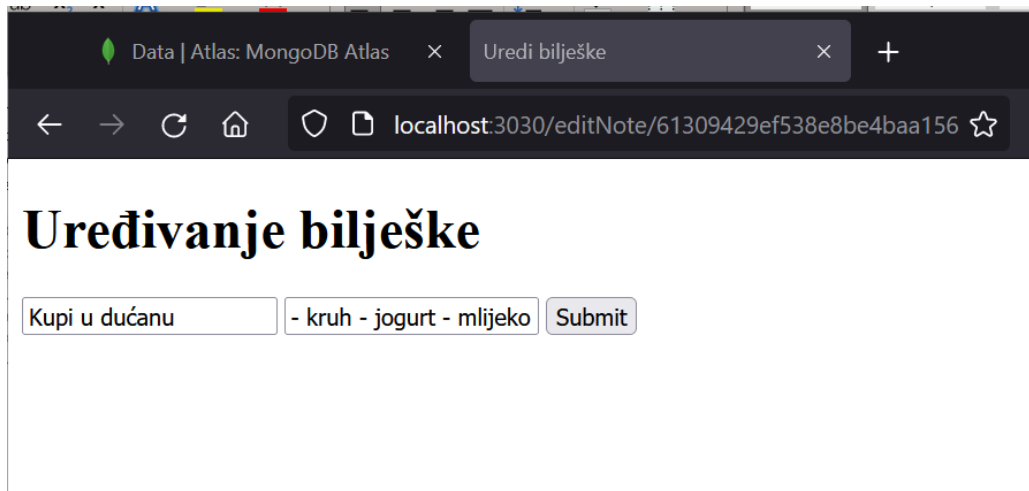 Data | Atlas: MongoDB Atlas
Uredi bilješke
localhost:3030/editNote/61309429ef538e8be4baa156
Uređivanje bilješke
Kupi u dućanu
- kruh - jogurt - mlijeko
Submit